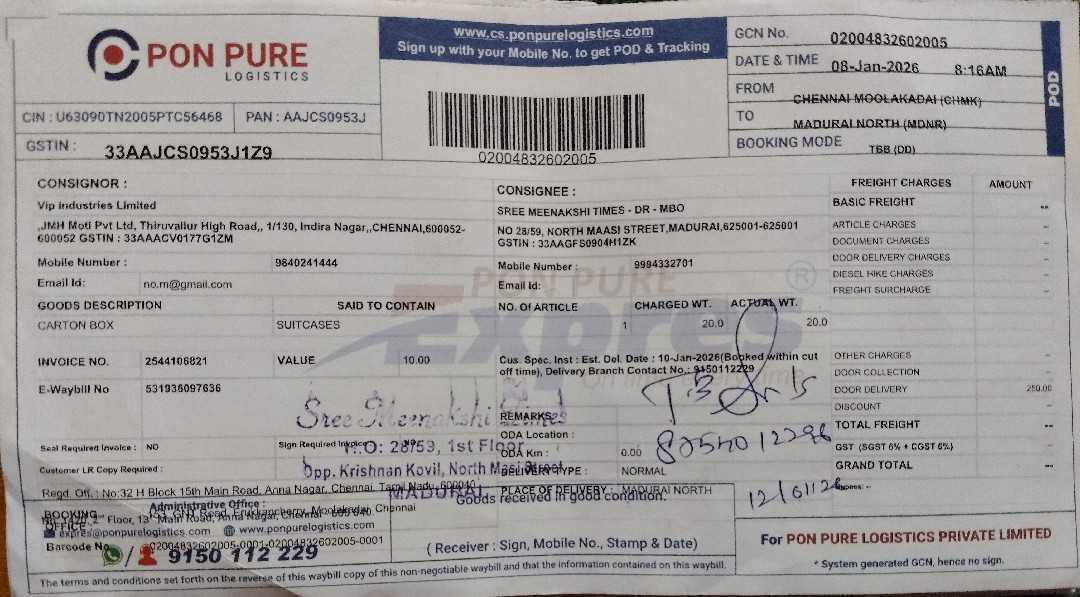 PON PURE
LOGISTICS
www.cs.ponpurelogistics.com
Sign up with your Mobile No. to get POD & Tracking
GCN No. 02004832602005
DATE & TIME 08-Jan-2026 8:16AM
FROM CHENNAI MOOLAKADAI (CHMK)
TO MADURAI NORTH (MDNR)
BOOKING MODE TBB (DD)
POD
CIN : U63090TN2005PTC56468 PAN : AAJCS0953J
GSTIN : 33AAJCS0953J1Z9
02004832602005
CONSIGNOR :
Vip industries Limited
,JMH Moti Pvt Ltd, Thiruvallur High Road,, 1/130, Indira Nagar,,CHENNAI,600052-
600052 GSTIN : 33AAACV0177G1ZM
Mobile Number : 9840241444
Email Id: no.m@gmail.com
CONSIGNEE :
SREE MEENAKSHI TIMES - DR - MBO
NO 28/59, NORTH MAASI STREET,MADURAI,625001-625001
GSTIN : 33AAGFS0904H1ZK
Mobile Number : 9994332701
Email Id:
FREIGHT CHARGES AMOUNT
BASIC FREIGHT --
ARTICLE CHARGES --
DOCUMENT CHARGES --
DOOR DELIVERY CHARGES --
DIESEL HIKE CHARGES --
FREIGHT SURCHARGE --
PON PURE
Expres
®
GOODS DESCRIPTION SAID TO CONTAIN NO. Of ARTICLE CHARGED WT. ACTUAL WT.
CARTON BOX SUITCASES 1 20.0 20.0
INVOICE NO. 2544106821 VALUE 10.00
Cus. Spec. Inst : Est. Del. Date : 10-Jan-2026(Booked within cut
off time), Delivery Branch Contact No.: 9150112229
E-Waybill No 531936097636
OTHER CHARGES --
DOOR COLLECTION --
DOOR DELIVERY 250.00
DISCOUNT --
TOTAL FREIGHT --
GST (SGST 6% + CGST 6%) --
GRAND TOTAL --
REMARKS
ODA Location :
ODA Km : 0.00
DELIVERY TYPE : NORMAL
PLACE OF DELIVERY : MADURAI NORTH
Sree Meenakshi Times
1st Floor
Opp. Krishnan Kovil, North Masi Street
MADURAI
12/01/26
Seal Required Invoice : NO Sign Required Invoice
Customer LR Copy Required :
Regd. Off. : No:32 H Block 15th Main Road, Anna Nagar, Chennai, Tamil Nadu, 600040
Administrative Office :
BOOKING
OFFICE
Floor, 13 Main Road, Anna Nagar, Chennai
expres@ponpurelogistics.com www.ponpurelogistics.com
Barcode No 02004832602005-0001-02004832602005-0001
/ 9150 112 229
Goods received in good condition.
( Receiver : Sign, Mobile No., Stamp & Date)
For PON PURE LOGISTICS PRIVATE LIMITED
* System generated GCN, hence no sign.
The terms and conditions set forth on the reverse of this waybill copy of this non-negotiable waybill and that the information contained on this waybill.